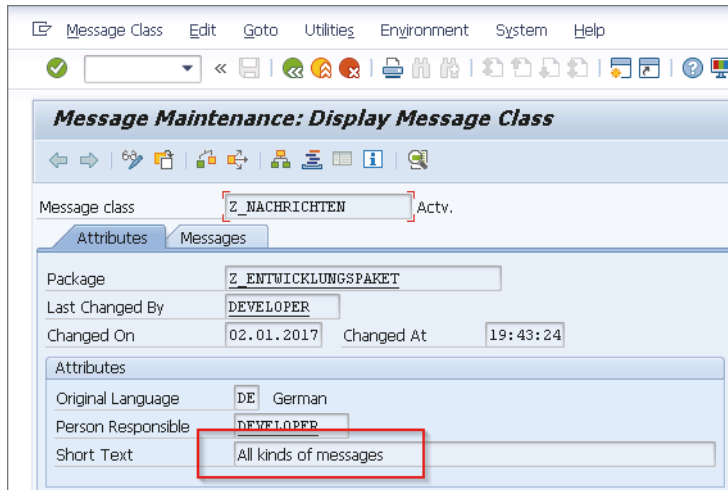 Message Class Edit Goto Utilities Environment System Help
Message Maintenance: Display Message Class
Message class Z_NACHRICHTEN Actv.
Attributes Messages
Package Z_ENTWICKLUNGSPAKET
Last Changed By DEVELOPER
Changed On 02.01.2017 Changed At 19:43:24
Attributes
Original Language DE German
Person Responsible DEVELOPER
Short Text All kinds of messages